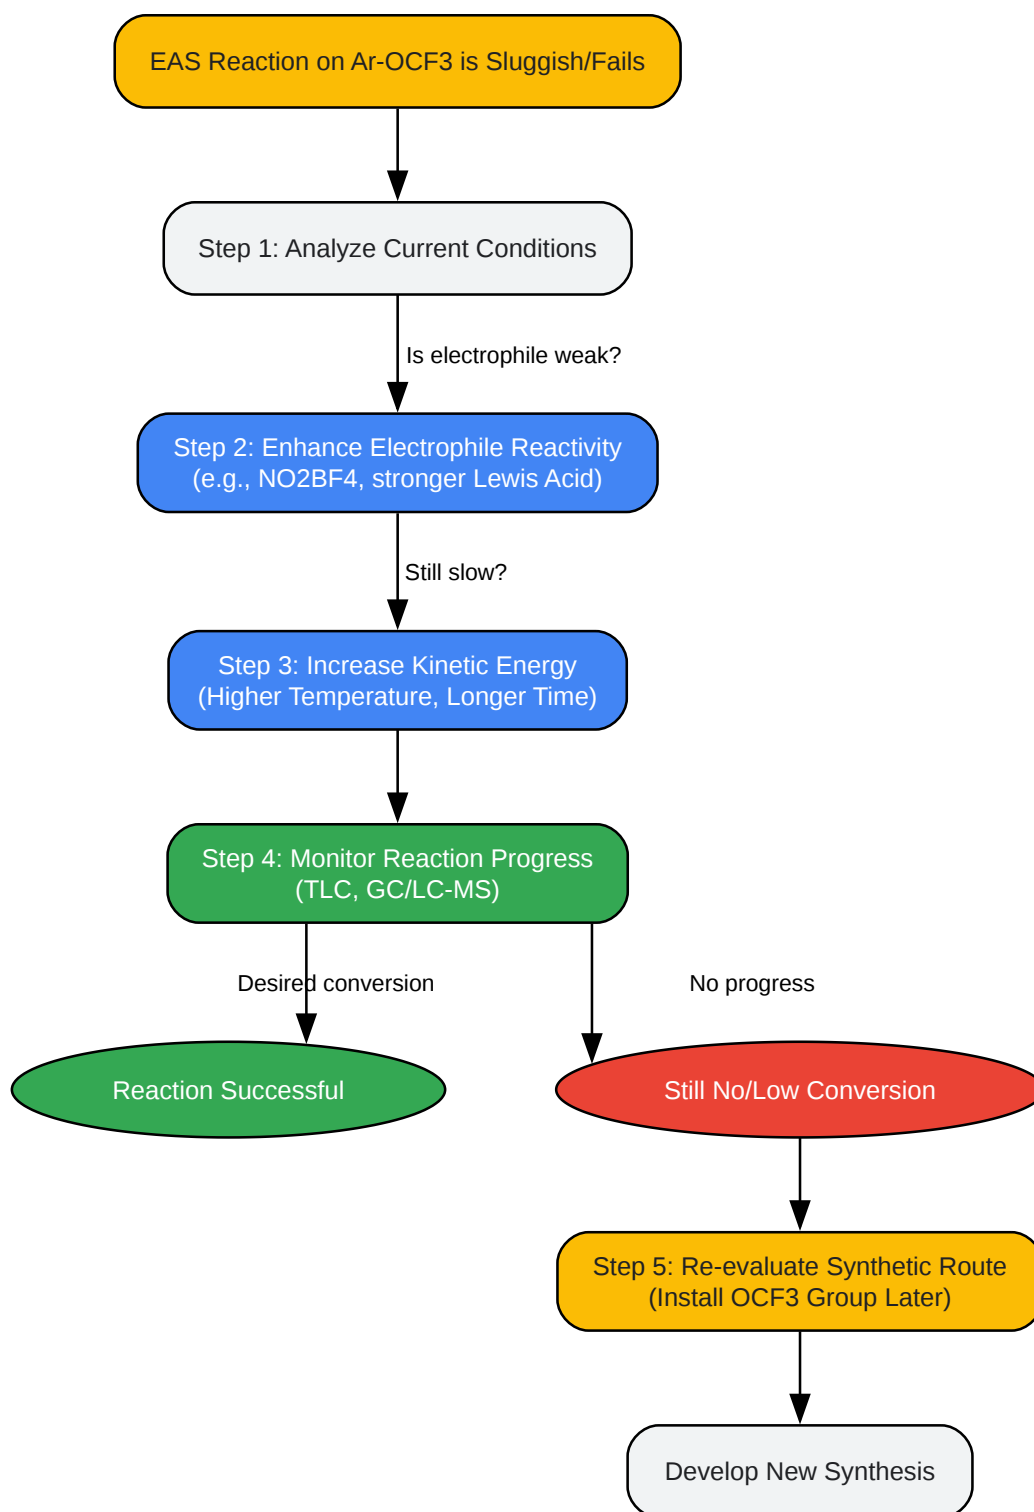 EAS Reaction on Ar-OCF3 is Sluggish/Fails
Step 1: Analyze Current Conditions
Is electrophile weak?
Step 2: Enhance Electrophile Reactivity
(e.g., NO2BF4, stronger Lewis Acid)
Still slow?
Step 3: Increase Kinetic Energy
(Higher Temperature, Longer Time)
Step 4: Monitor Reaction Progress
(TLC, GC/LC-MS)
Desired conversion
No progress
Reaction Successful
Still No/Low Conversion
Step 5: Re-evaluate Synthetic Route
(Install OCF3 Group Later)
Develop New Synthesis